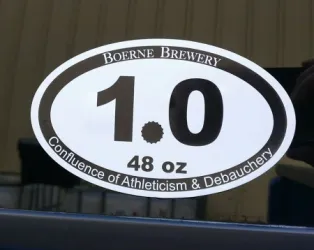 BOERNE BREWERY
1.0
48 oz
Confluence of Athleticism & Debauchery